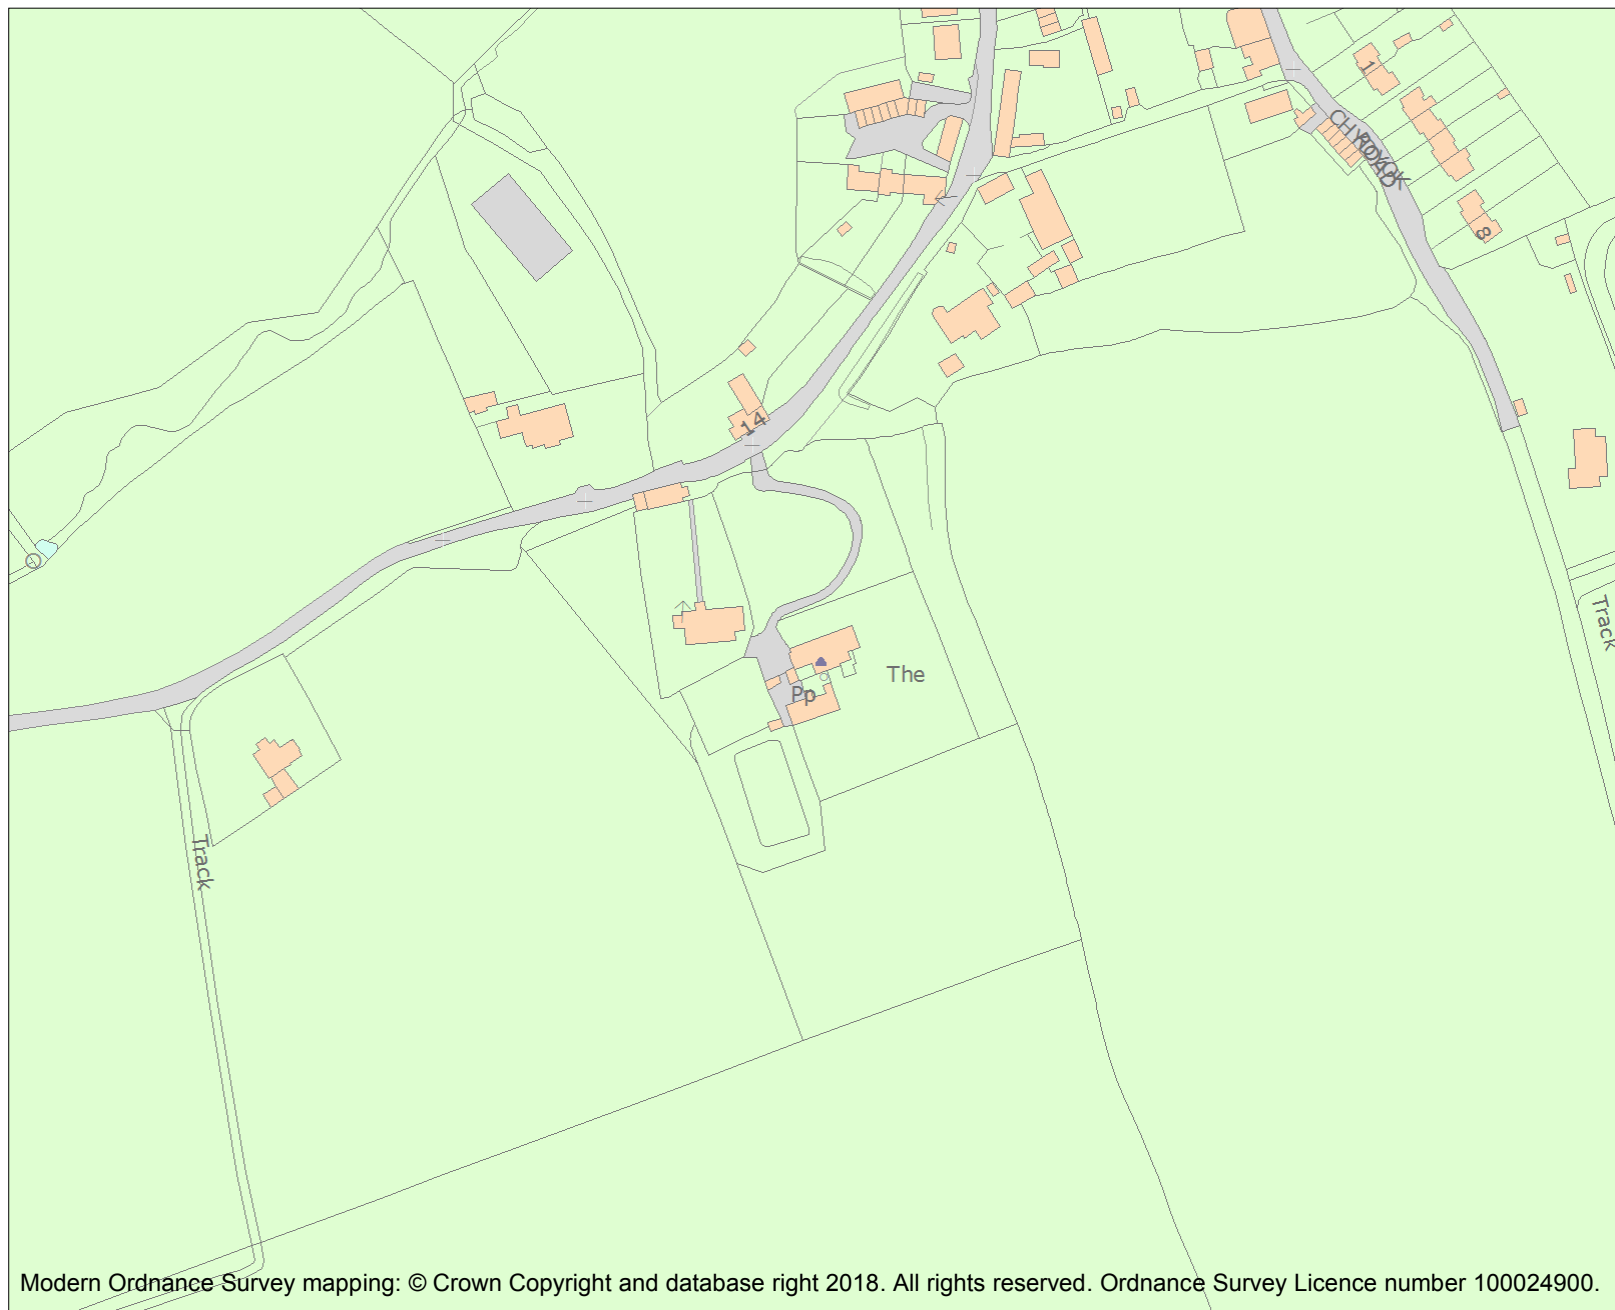 1
ROAD
8
14
The
Pp
Track
Track
Modern Ordnance Survey mapping: © Crown Copyright and database right 2018. All rights reserved. Ordnance Survey Licence number 100024900.